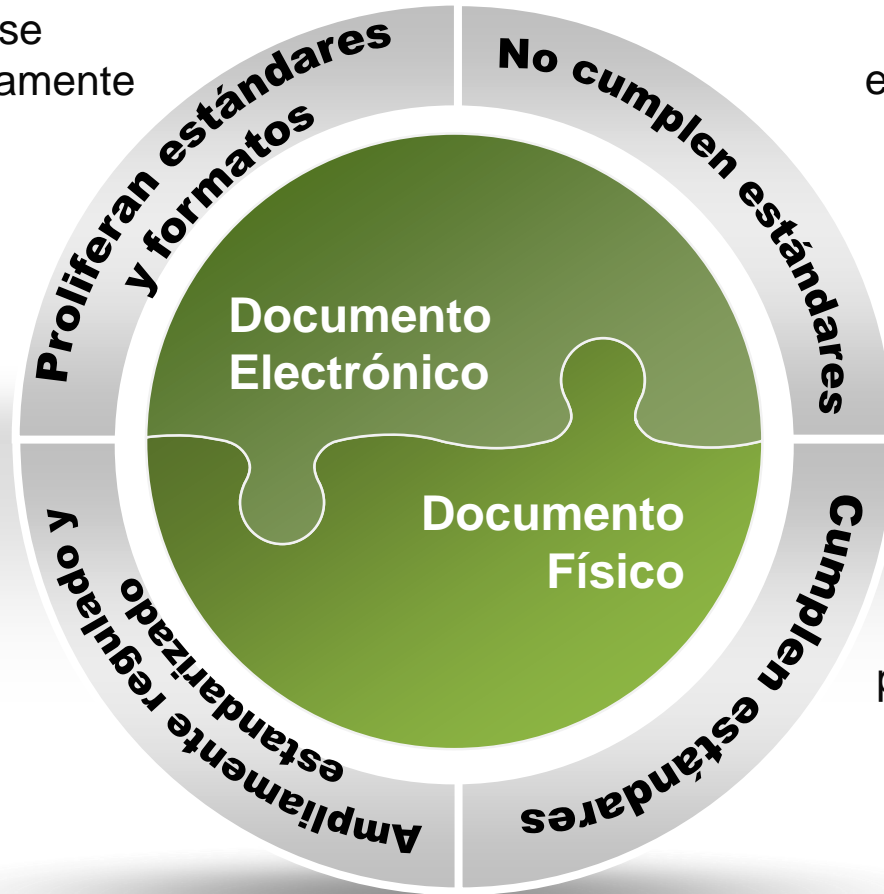 se
amente
Proliferan estándares
y formatos
No cumplen estándares
e
Documento
Electrónico
Documento
Físico
Ampliamente regulado y
estandarizado
Cumplen estándares
p